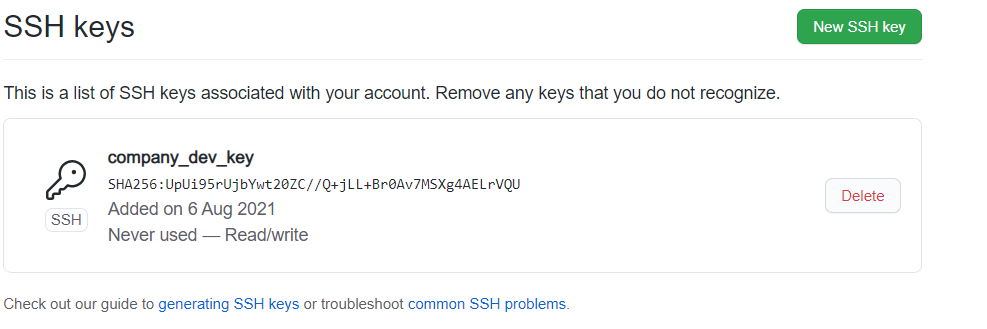 SSH keys
New SSH key
This is a list of SSH keys associated with your account. Remove any keys that you do not recognize.
company_dev_key
SHA256:UpUi95rUjbYwt20ZC//Q+jLL+Br0Av7MSXg4AELrVQU
Added on 6 Aug 2021
Never used — Read/write
SSH
Delete
Check out our guide to generating SSH keys or troubleshoot common SSH problems.